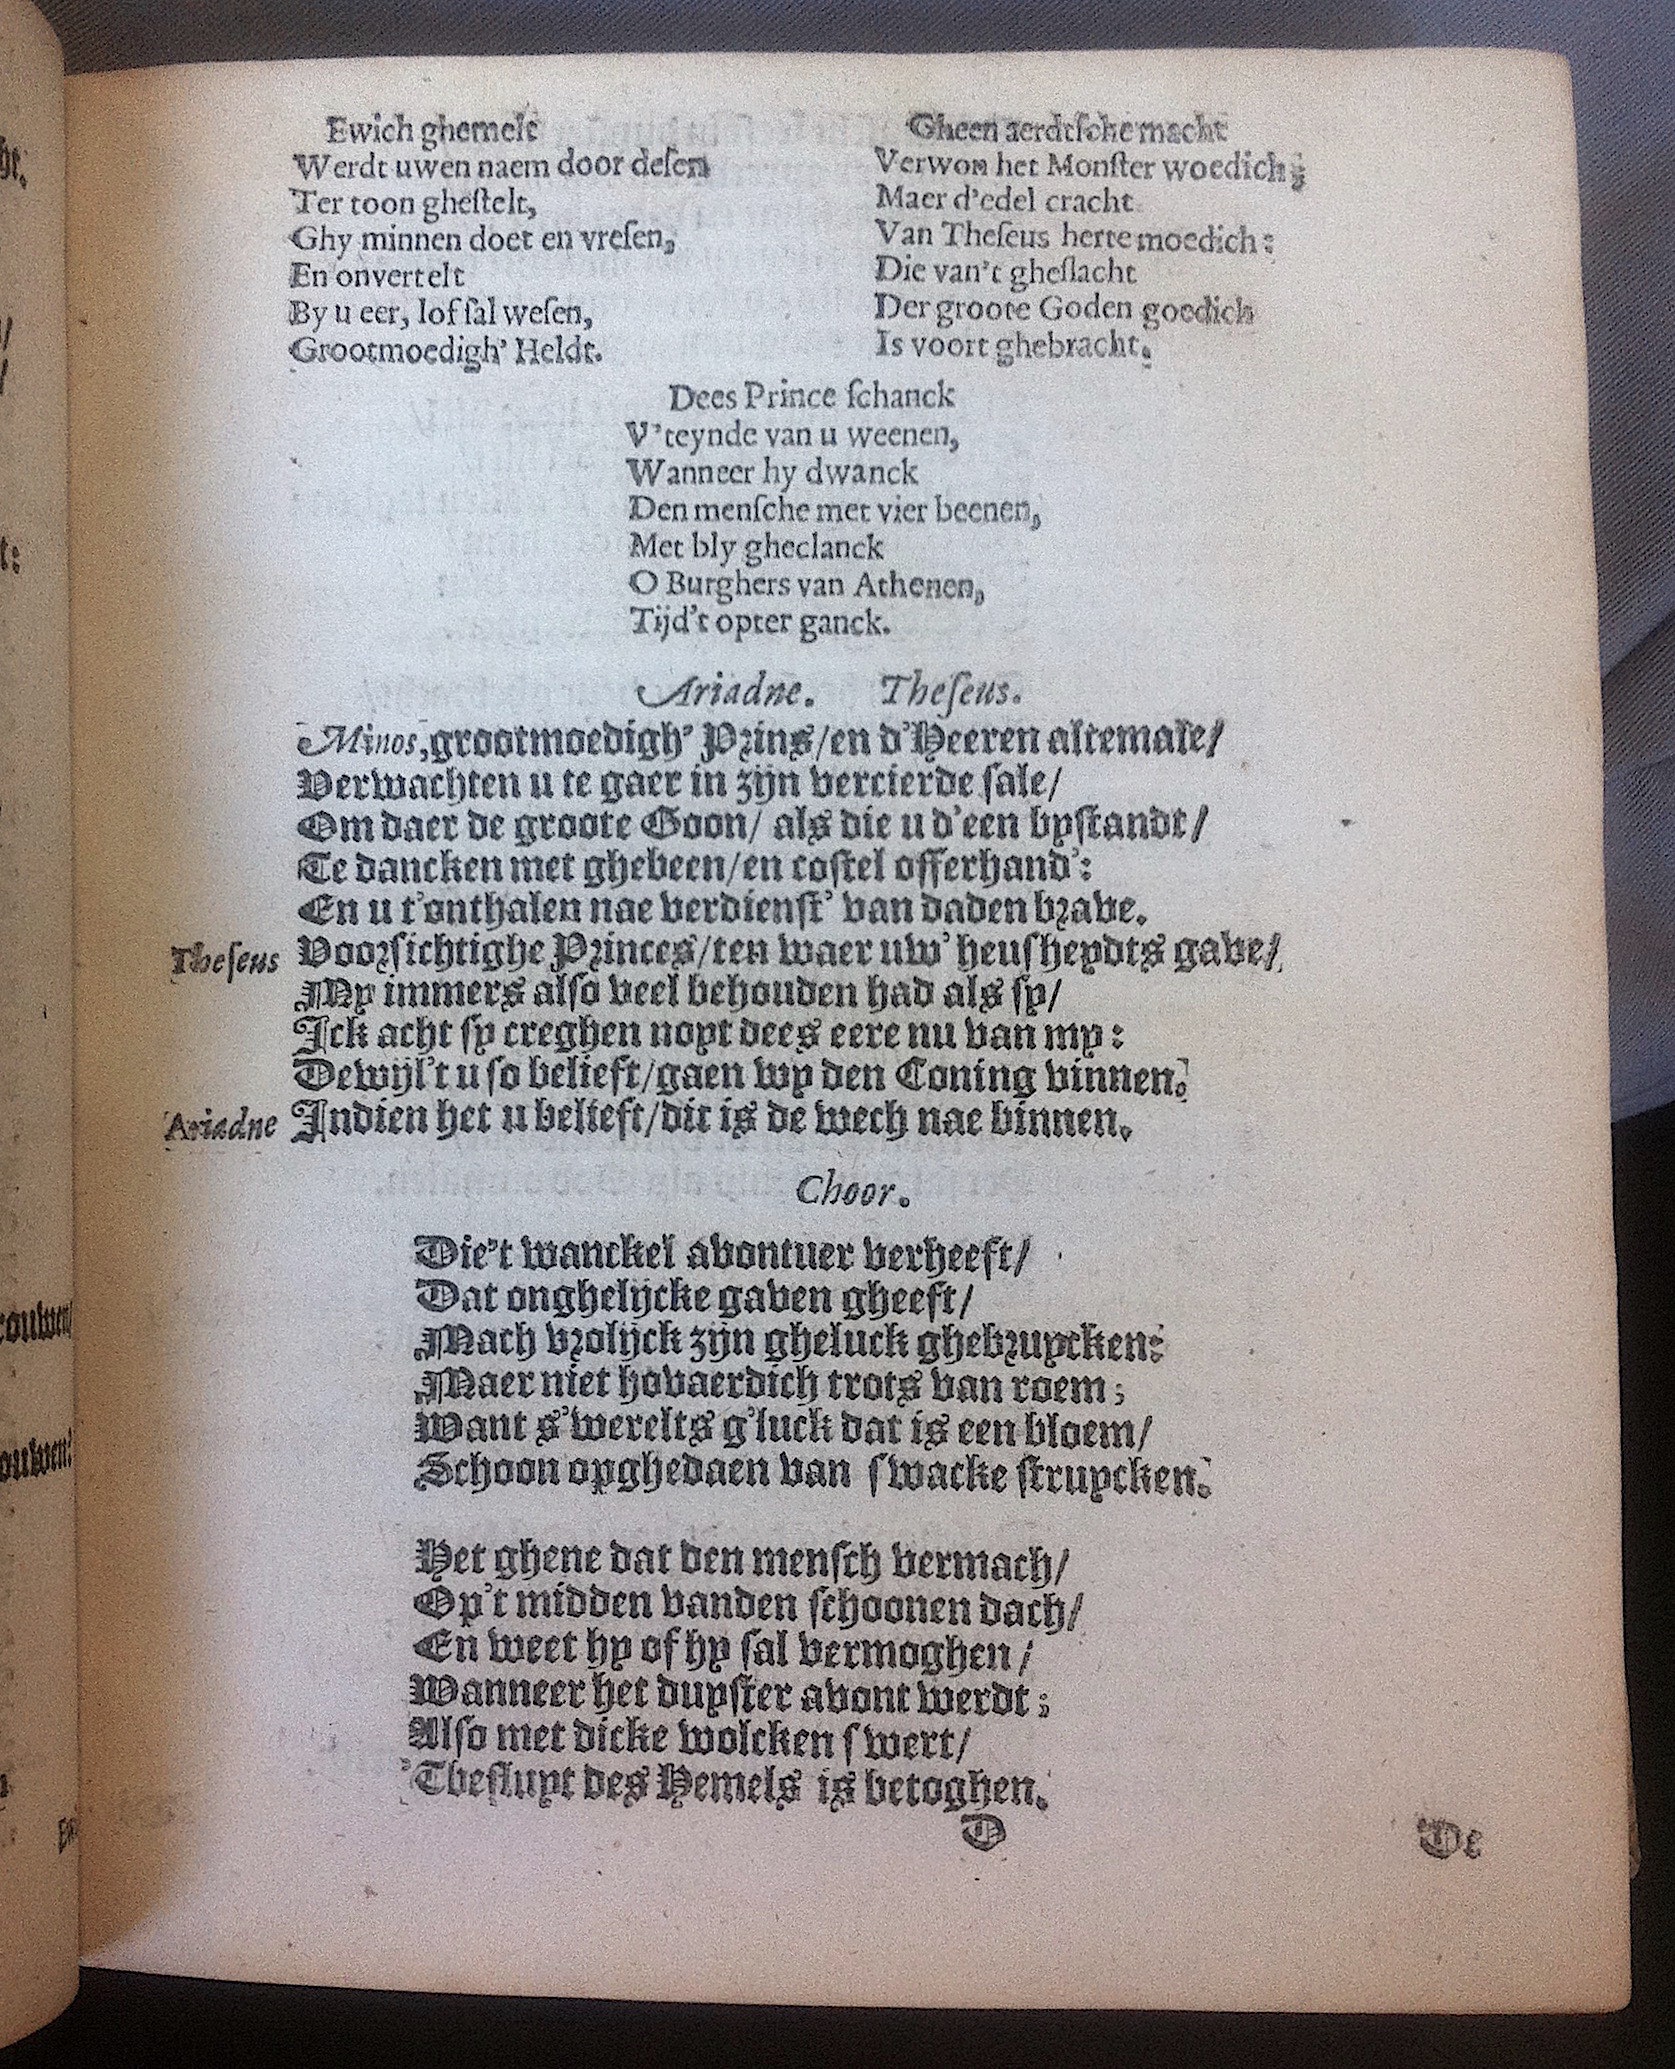 Ewich ghemelt
Werdt uwen naem door desen
Ter toon ghestelt,
Ghy minnen doet en vresen,
En onvertelt
By u eer, lof sal wesen,
Grootmoedigh' Heldt.
Gheen aerdtsche macht
Verwon het Monster woedich;
Maer d'edel cracht
Van Theseus herte moedich:
Die van't gheslacht
Der groote Goden goedich
Is voort ghebracht.
Dees Prince schanck
V'teynde van u weenen,
Wanneer hy dwanck
Den mensche met vier beenen,
Met bly gheclanck
O Burghers van Athenen,
Tijd't opter ganck.
Ariadne. Theseus.
Minos, grootmoedigh' Prins/en d'Heeren altemale/
Verwachten u te gaer in zijn vercierde sale/
Om daer de groote Goon/ als die u d'een bystandt/
Te dancken met ghebeen/en costel offerhand':
En u t'onthalen nae verdienst' van daden brave.
Theseus Voorsichtighe Princes/ten waer uw' heusheydts gave/
My immers also veel behouden had als sy/
Ick acht sy creghen noyt dees eere nu van my:
Dewijl't u so belieft/gaen wy den Coning vinnen.
Ariadne Indien het u belieft/dit is de wech nae binnen.
Choor.
Die't wanckel avontuer verheeft/
Dat onghelijcke gaven gheeft/
Mach vrolijck zijn gheluck ghebruycken:
Maer niet hovaerdich trots van roem;
Want s'werelts g'luck dat is een bloem/
Schoon opghedaen van swacke struycken.
Het ghene dat den mensch vermach/
Op't midden vanden schoonen dach/
En weet hy of hy sal vermoghen/
Wanneer het duyster avont werdt;
Also met dicke wolcken swert/
'Tbesluyt des Hemels is betoghen.
D
De